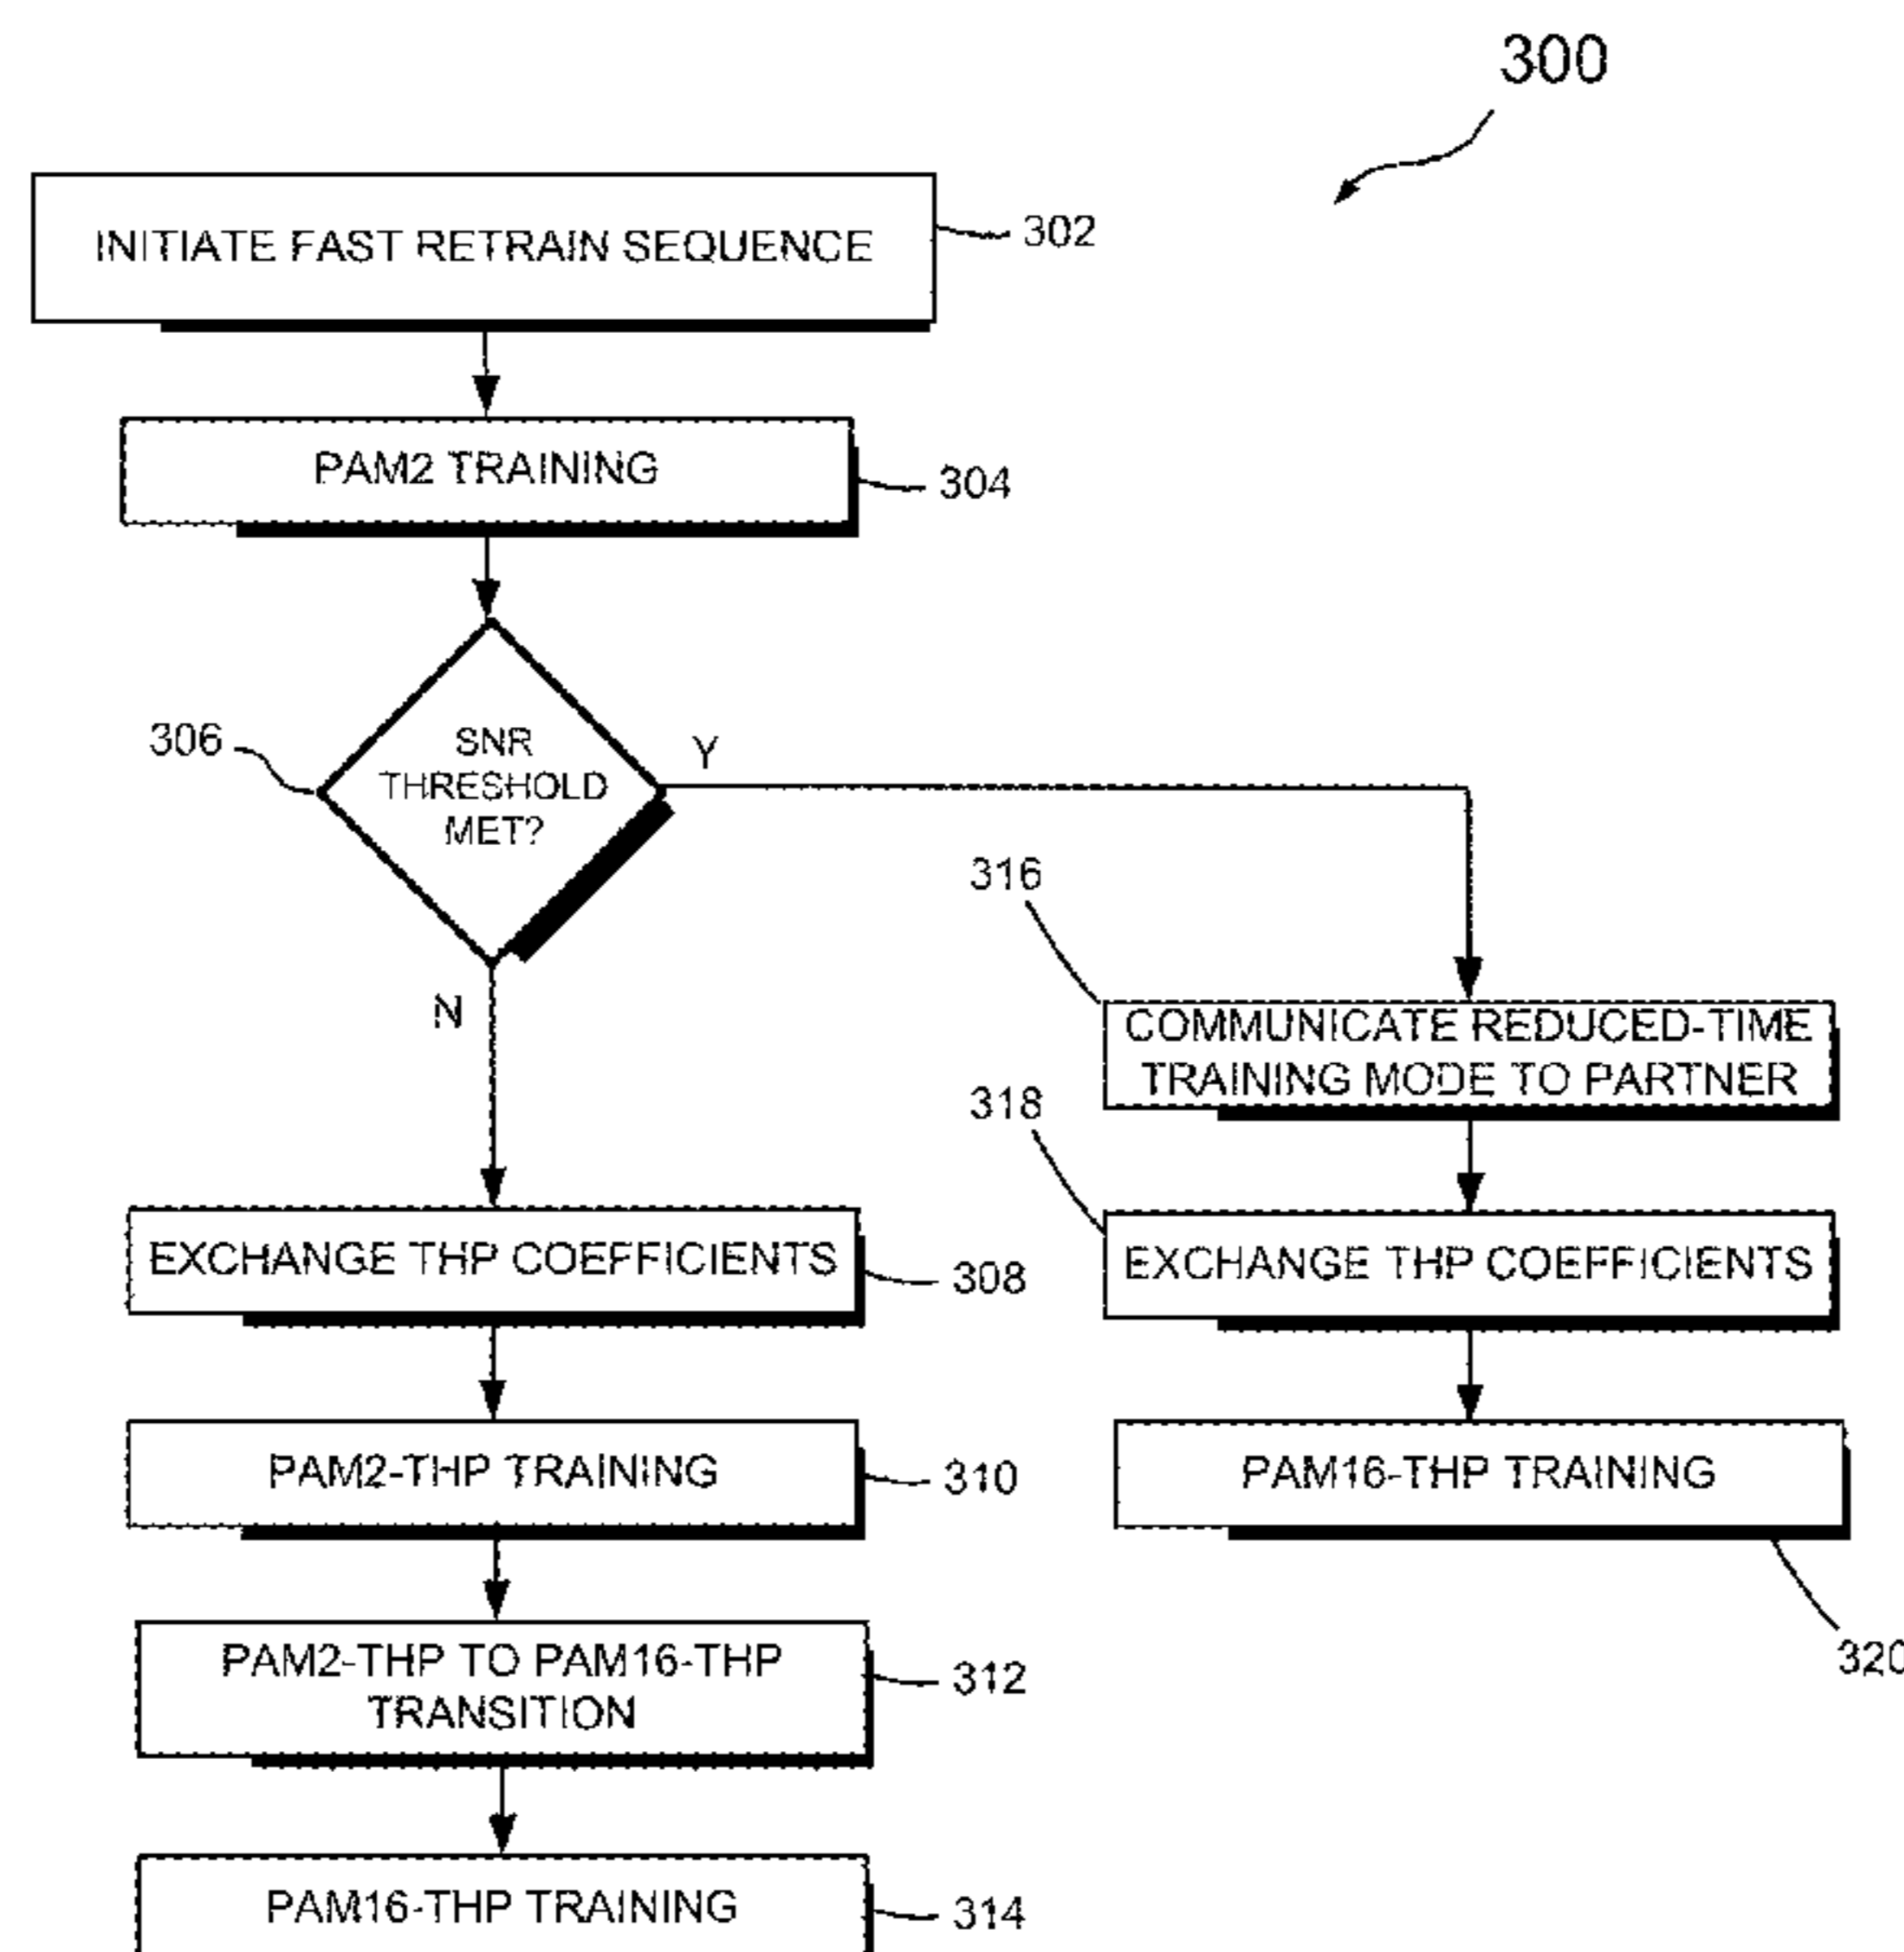 300
INITIATE FAST RETRAIN SEQUENCE
302
PAM2 TRAINING
304
306
SNR
THRESHOLD
MET?
Y
N
316
COMMUNICATE REDUCED-TIME
TRAINING MODE TO PARTNER
318
EXCHANGE THP COEFFICIENTS
308
EXCHANGE THP COEFFICIENTS
PAM2-THP TRAINING
310
PAM16-THP TRAINING
320
PAM2-THP TO PAM16-THP
TRANSITION
312
PAM16-THP TRAINING
314